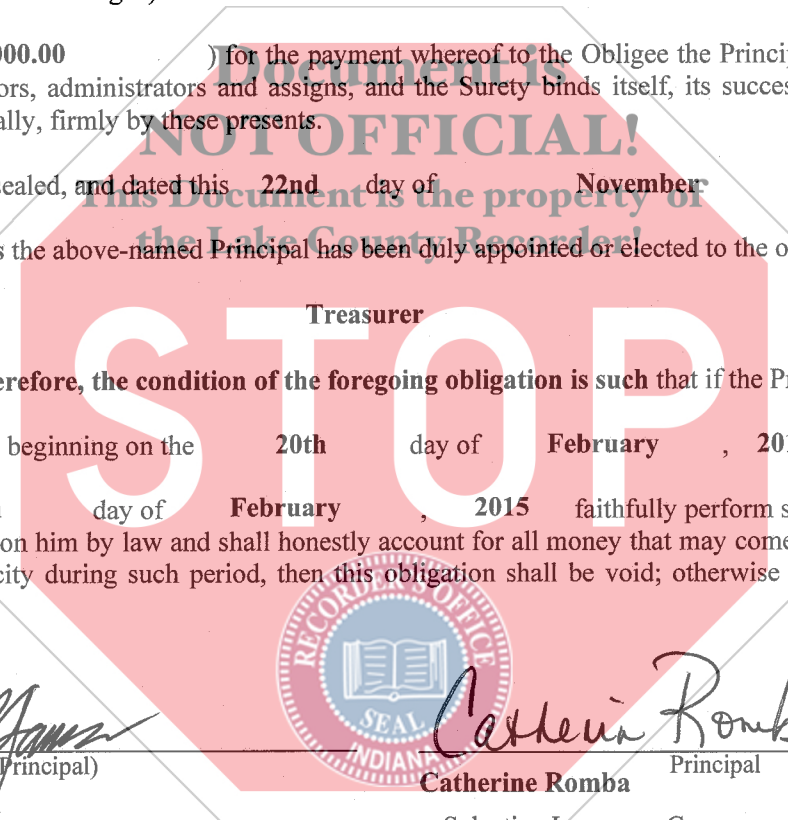 000.00 ) for the payment whereof to the Obligee the Princip
ors, administrators and assigns, and the Surety binds itself, its succes
ally, firmly by these presents.
Document is
NOT OFFICIAL!
This Document is the property of
the Lake County Recorder!
sealed, and dated this 22nd day of November
s the above-named Principal has been duly appointed or elected to the o
Treasurer
STOP
erefore, the condition of the foregoing obligation is such that if the Pr
beginning on the 20th day of February , 201
day of February , 2015 faithfully perform s
on him by law and shall honestly account for all money that may come
city during such period, then this obligation shall be void; otherwise
RECORDER'S OFFICE
SEAL
INDIANA
Catherin Romb
Principal) Principal
Catherine Romba